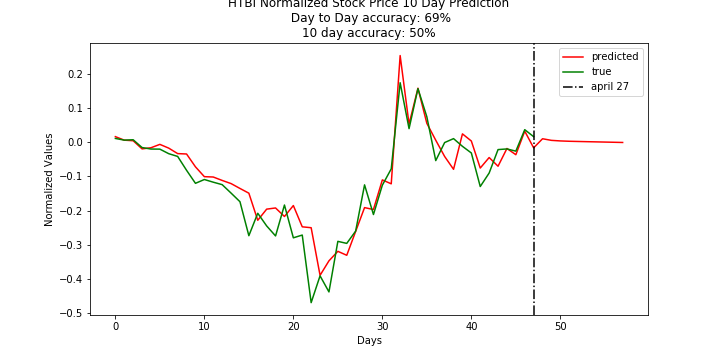 HTBI Normalized Stock Price 10 Day Prediction
Day to Day accuracy: 69%
10 day accuracy: 50%
predicted
true
april 27
Normalized Values
0.2
0.1
0.0
−0.1
−0.2
−0.3
−0.4
−0.5
0
10
20
30
40
50
Days